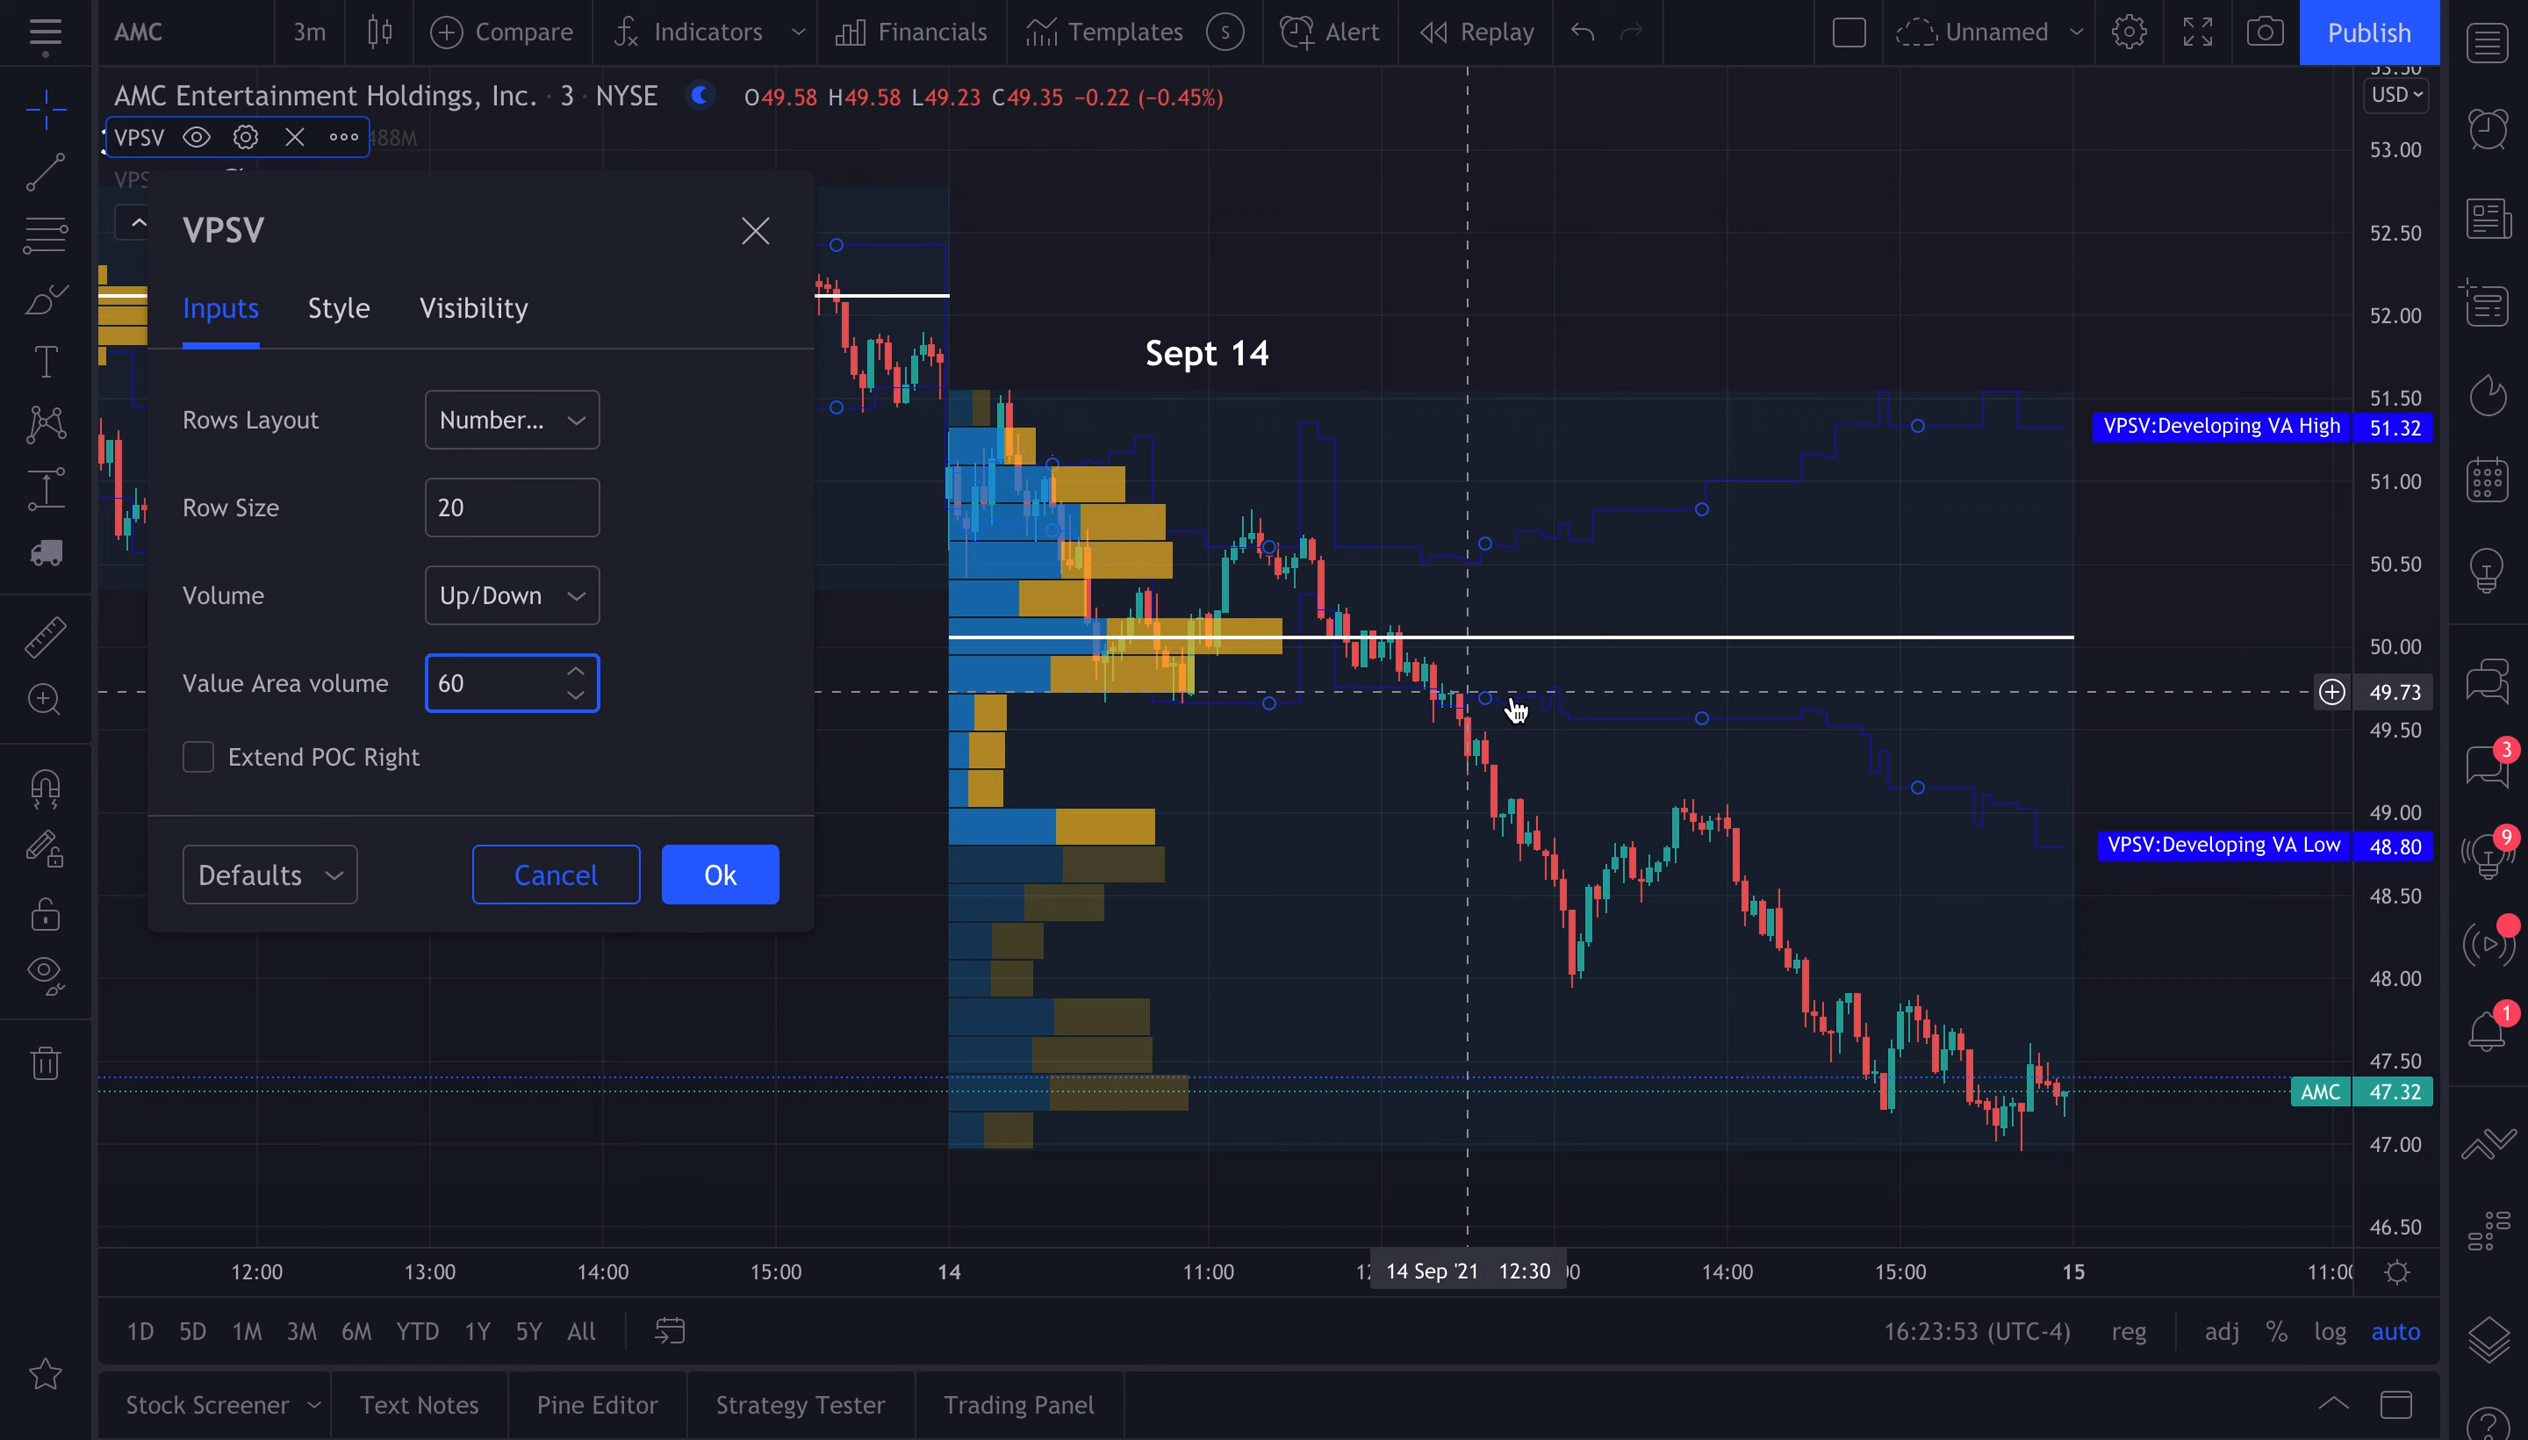 AMC
3m
Compare
Indicators
Financials
Templates
S
Alert
Replay
Unnamed
Publish
AMC Entertainment Holdings, Inc. · 3 · NYSE
O49.58 H49.58 L49.23 C49.35 −0.22 (−0.45%)
USD
VPSV
488M
VPS
VPSV
Inputs
Style
Visibility
Rows Layout
Number...
Row Size
20
Volume
Up/Down
Value Area volume
60
Extend POC Right
Defaults
Cancel
Ok
Sept 14
53.50
53.00
52.50
52.00
51.50
VPSV:Developing VA High
51.32
51.00
50.50
50.00
49.73
49.50
49.00
VPSV:Developing VA Low
48.80
48.50
48.00
47.50
AMC
47.32
47.00
46.50
3
9
1
12:00
13:00
14:00
15:00
14
11:00
14 Sep '21 12:30
14:00
15:00
15
11:00
1D
5D
1M
3M
6M
YTD
1Y
5Y
All
16:23:53 (UTC-4)
reg
adj
%
log
auto
Stock Screener
Text Notes
Pine Editor
Strategy Tester
Trading Panel